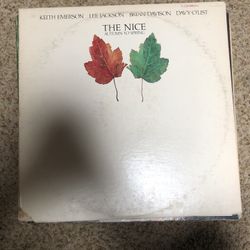 KEITH EMERSON LEE JACKSON BRIAN DAVISON DAVY O'LIST
THE NICE
AUTUMN TO SPRING